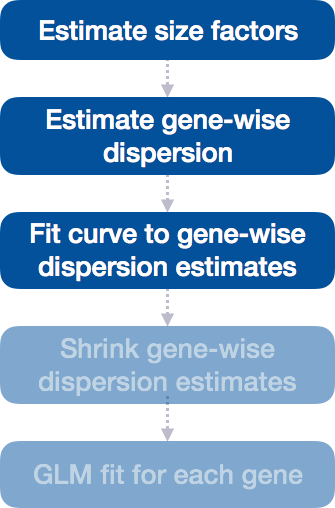 Estimate size factors
Estimate gene-wise
dispersion
Fit curve to gene-wise
dispersion estimates
Shrink gene-wise
dispersion estimates
GLM fit for each gene